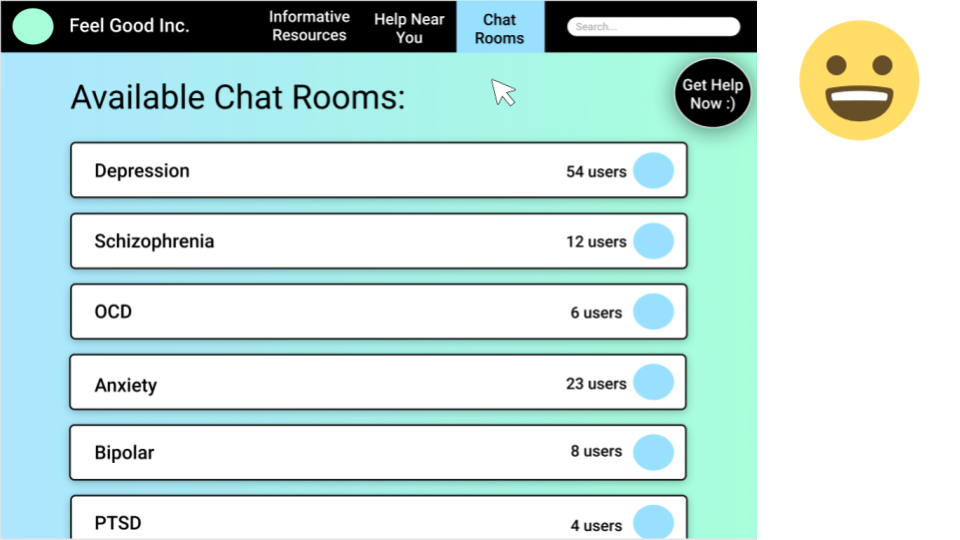 Feel Good Inc.
Informative
Resources
Help Near
You
Chat
Rooms
Search...
Get Help
Now :)
Available Chat Rooms:
Depression
54 users
Schizophrenia
12 users
OCD
6 users
Anxiety
23 users
Bipolar
8 users
PTSD
4 users